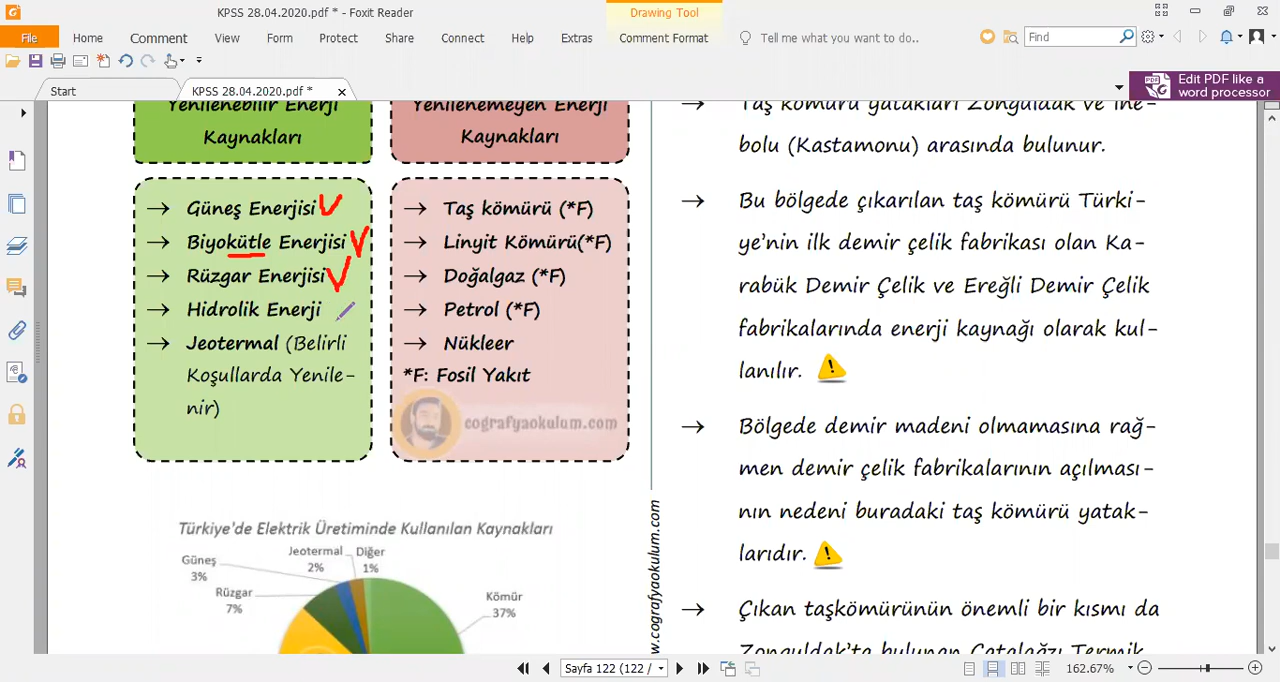 KPSS 28.04.2020.pdf * - Foxit Reader
Drawing Tool
File Home Comment View Form Protect Share Connect Help Extras Comment Format Tell me what you want to do.. Find
Start KPSS 28.04.2020.pdf *
Edit PDF like a
word processor
Yenilenebilir Enerji
Kaynakları
→ Güneş Enerjisi
→ Biyokütle Enerjisi
→ Rüzgar Enerjisi
→ Hidrolik Enerji
→ Jeotermal (Belirli
Koşullarda Yenile-
nir)
Yenilenemeyen Enerji
Kaynakları
→ Taş kömürü (*F)
→ Linyit Kömürü(*F)
→ Doğalgaz (*F)
→ Petrol (*F)
→ Nükleer
*F: Fosil Yakıt
cografyaokulum.com
Türkiye'de Elektrik Üretiminde Kullanılan Kaynakları
Jeotermal
2%
Diğer
1%
Güneş
3%
Rüzgar
7%
Kömür
37%
w.cografyaokulum.com
→ Taş kömürü yatakları Zonguldak ve İne-
bolu (Kastamonu) arasında bulunur.
→ Bu bölgede çıkarılan taş kömürü Türki-
ye'nin ilk demir çelik fabrikası olan Ka-
rabük Demir Çelik ve Ereğli Demir Çelik
fabrikalarında enerji kaynağı olarak kul-
lanılır.
→ Bölgede demir madeni olmamasına rağ-
men demir çelik fabrikalarının açılması-
nın nedeni buradaki taş kömürü yatak-
larıdır.
→ Çıkan taşkömürünün önemli bir kısmı da
Zonguldak'ta bulunan Çatalağzı Termik
Sayfa 122 (122 /
162.67%